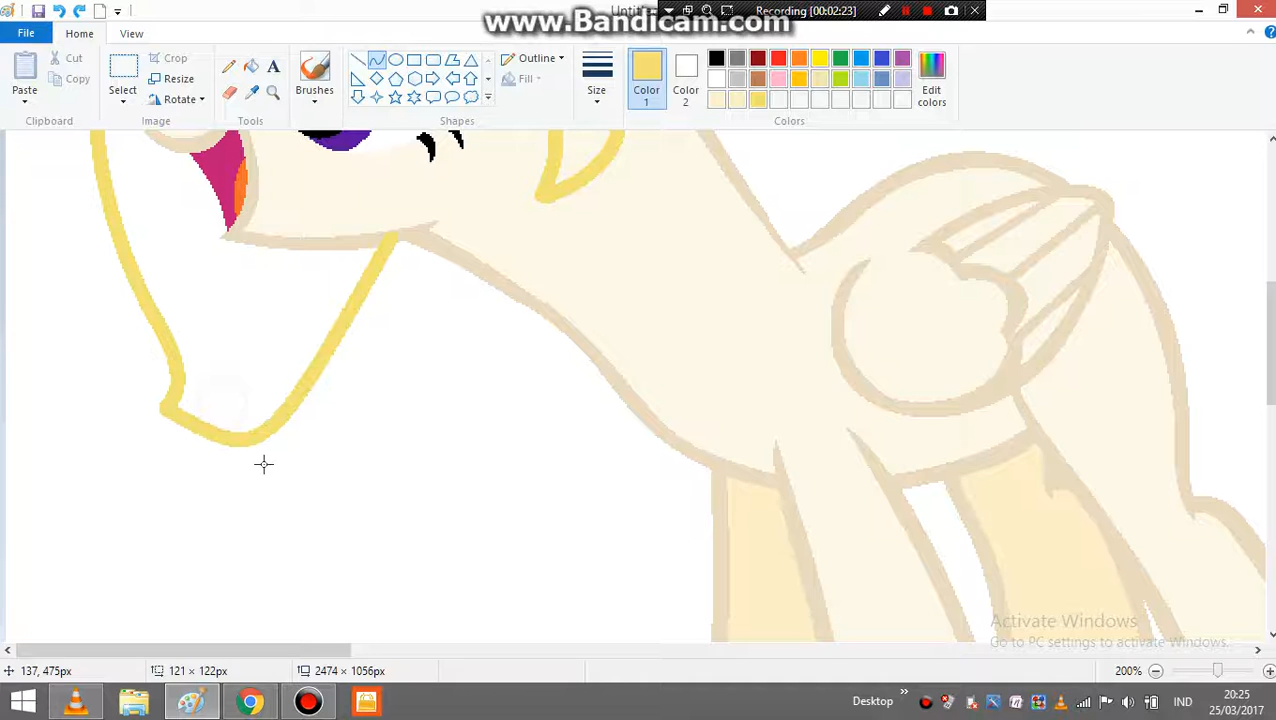 www.Bandicam.com
Recording [00:02:23]
File
Home
View
Paste
Cut
Copy
Clipboard
Select
Crop
Resize
Rotate
Image
A
Tools
Brushes
Outline
Fill
Shapes
Size
Color
1
Color
2
Edit
colors
Colors
Activate Windows
Go to PC settings to activate Windows.
137, 475px
121 × 122px
2474 × 1056px
200%
Desktop
IND
20:25
25/03/2017